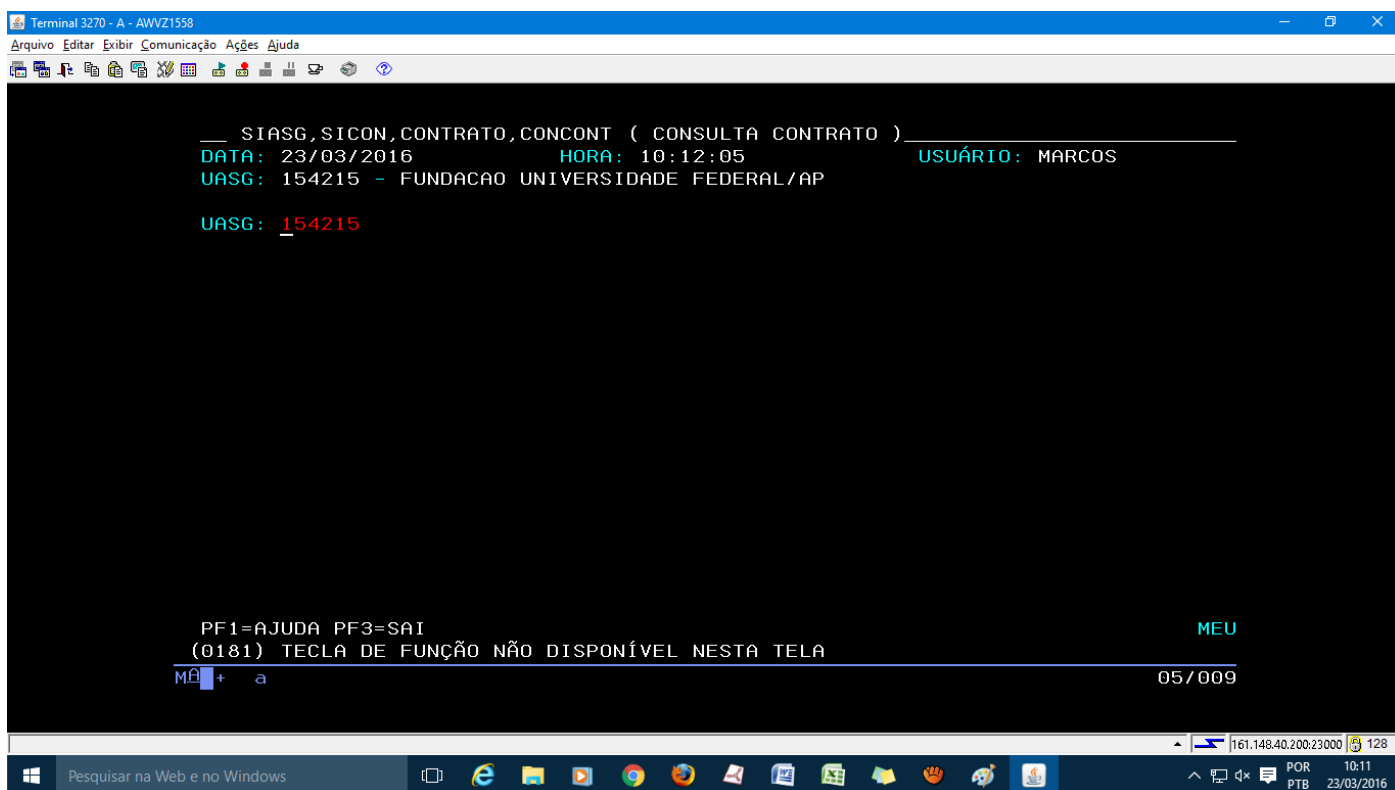 Terminal 3270 - A - AWVZ1558
Arquivo Editar Exibir Comunicação Ações Ajuda
__ SIASG,SICON,CONTRATO,CONCONT ( CONSULTA CONTRATO )
DATA: 23/03/2016 HORA: 10:12:05 USUÁRIO: MARCOS
UASG: 154215 - FUNDACAO UNIVERSIDADE FEDERAL/AP
UASG: 154215
PF1=AJUDA PF3=SAI MEU
(0181) TECLA DE FUNÇÃO NÃO DISPONÍVEL NESTA TELA
MA + a 05/009
161.148.40.200:23000 128
Pesquisar na Web e no Windows POR 10:11
PTB 23/03/2016